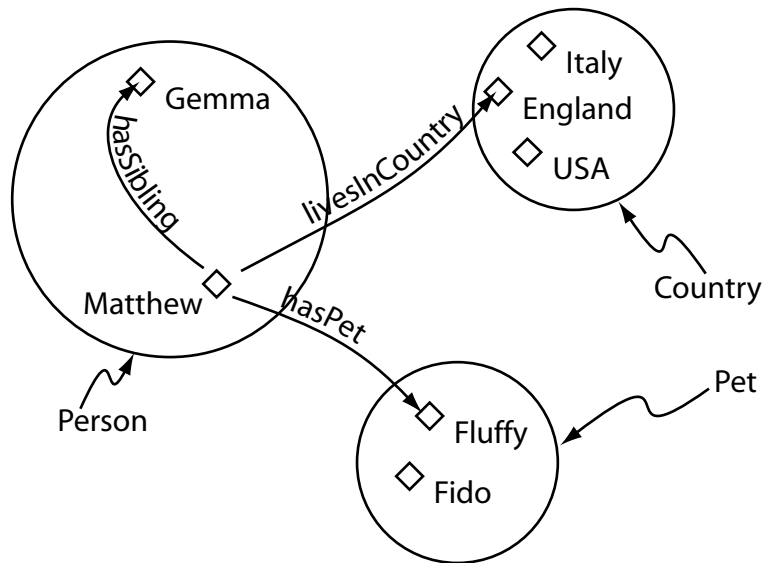 Italy
Gemma
England
hasSibling
livesInCountry
USA
Matthew
hasPet
Country
Person
Pet
Fluffy
Fido